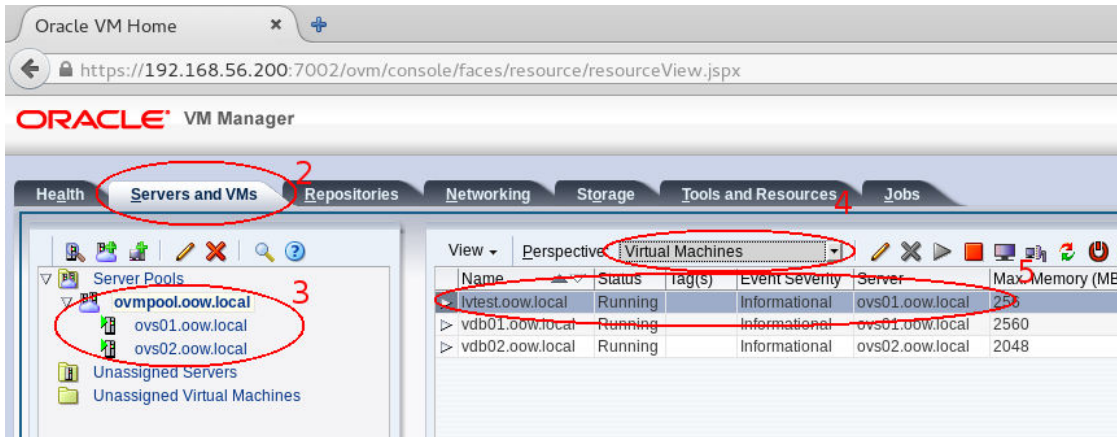 Oracle VM Home
https://192.168.56.200:7002/ovm/console/faces/resource/resourceView.jspx
ORACLE VM Manager
2
Health Servers and VMs Repositories Networking Storage Tools and Resources Jobs
4
View Perspective: Virtual Machines
5
Name Status Tag(s) Event Severity Server Max. Memory (MB
lvtest.oow.local Running Informational ovs01.oow.local 256
vdb01.oow.local Running Informational ovs01.oow.local 2560
vdb02.oow.local Running Informational ovs02.oow.local 2048
Server Pools
3
ovmpool.oow.local
ovs01.oow.local
ovs02.oow.local
Unassigned Servers
Unassigned Virtual Machines